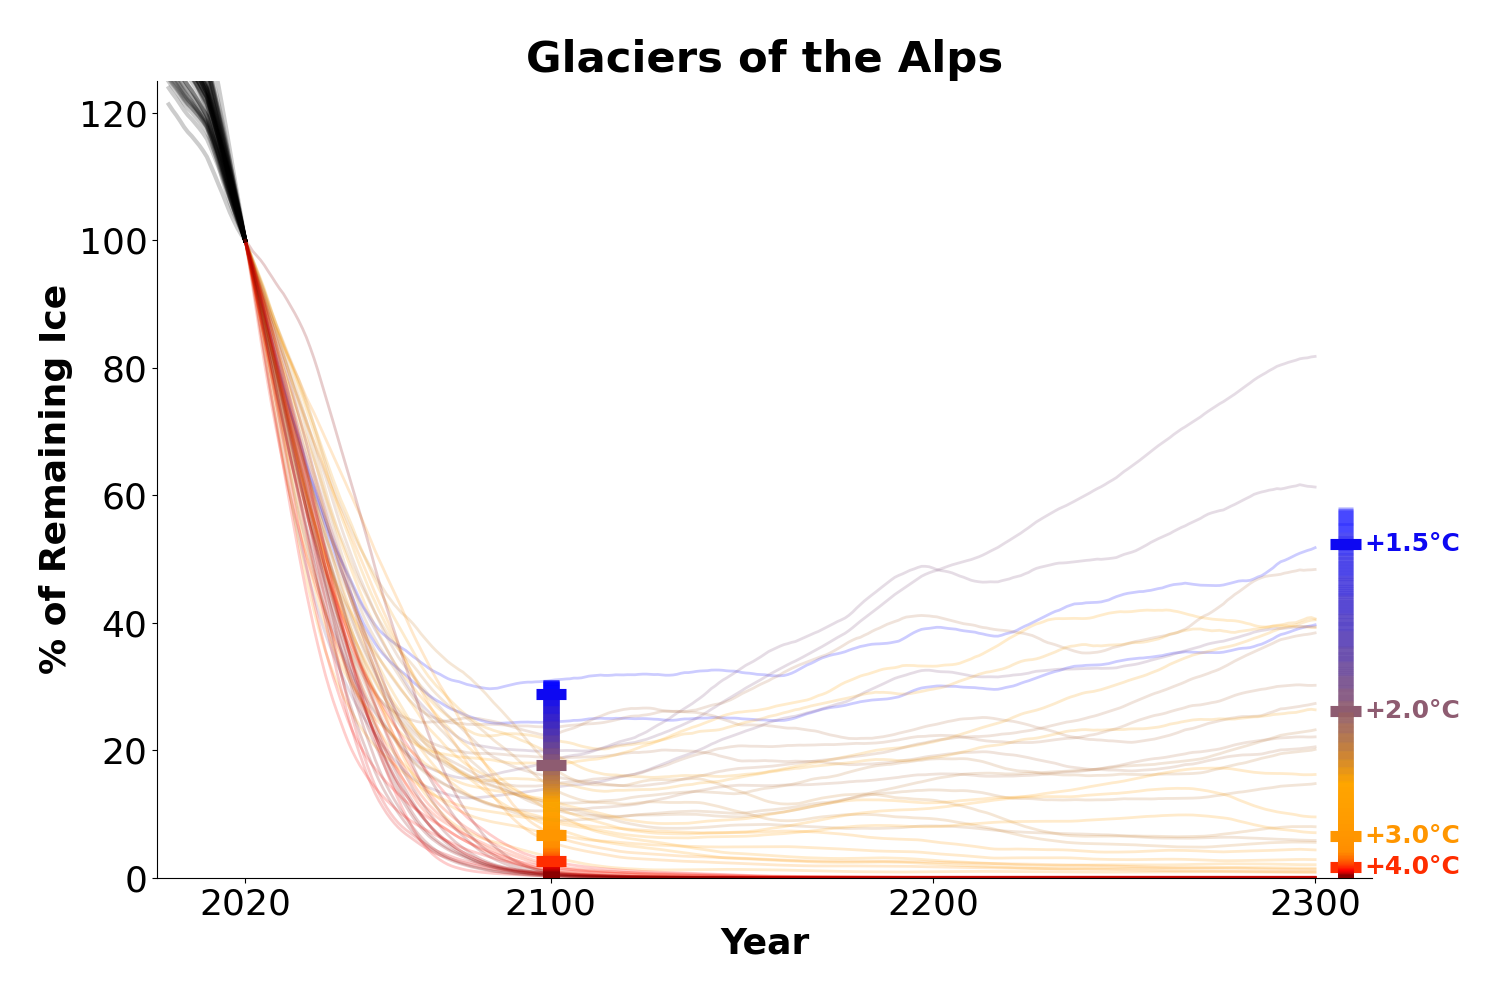 Glaciers of the Alps
% of Remaining Ice
120
100
80
60
40
20
0
+1.5°C
+2.0°C
+3.0°C
+4.0°C
2020 2100 2200 2300
Year